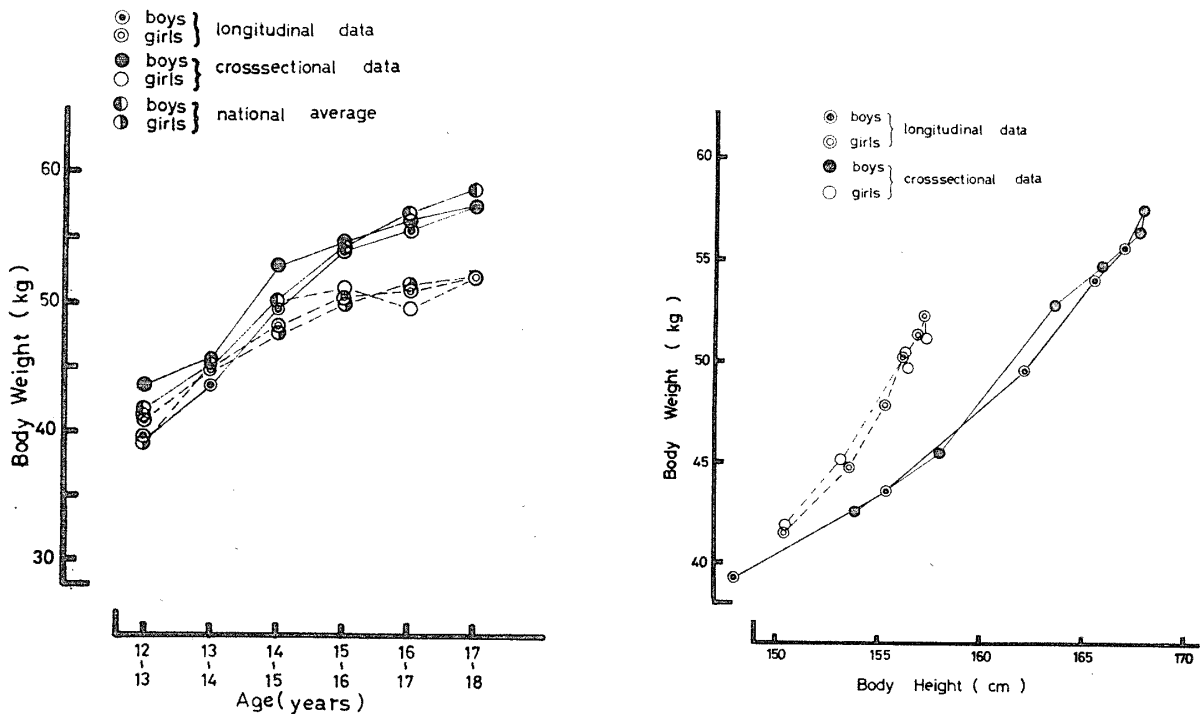 boys
girls
longitudinal data
boys
girls
crosssectional data
boys
girls
national average
60
50
40
30
Body Weight ( kg )
12 - 13
13 - 14
14 - 15
15 - 16
16 - 17
17 - 18
Age ( years )
boys
girls
longitudinal data
boys
girls
crosssectional data
60
55
50
45
40
Body Weight ( kg )
150 155 160 165 170
Body Height ( cm )